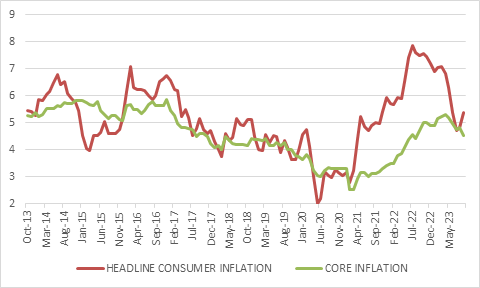 9
8
7
6
5
4
3
2
Oct-13
Mar-14
Aug-14
Jan-15
Jun-15
Nov-15
Apr-16
Sep-16
Feb-17
Jul-17
Dec-17
May-18
Oct-18
Mar-19
Aug-19
Jan-20
Jun-20
Nov-20
Apr-21
Sep-21
Feb-22
Jul-22
Dec-22
May-23
HEADLINE CONSUMER INFLATION
CORE INFLATION